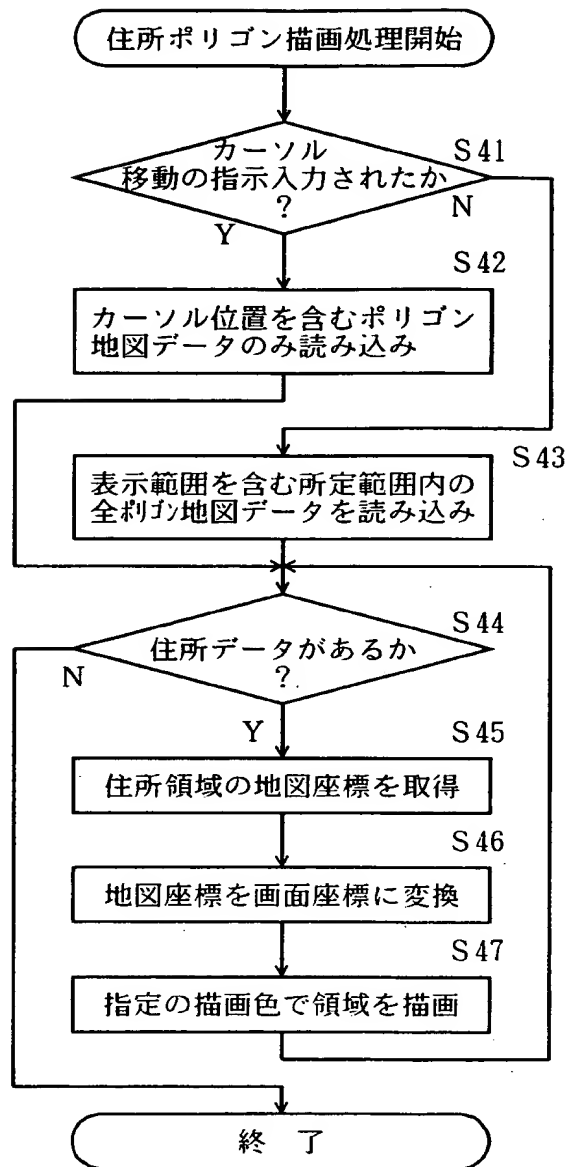 住所ポリゴン描画処理開始
カーソル
移動の指示入力されたか
?
S41
N
Y
S42
カーソル位置を含むポリゴン
地図データのみ読み込み
S43
表示範囲を含む所定範囲内の
全ポリゴン地図データを読み込み
S44
住所データがあるか
?
N
Y
S45
住所領域の地図座標を取得
S46
地図座標を画面座標に変換
S47
指定の描画色で領域を描画
終 了